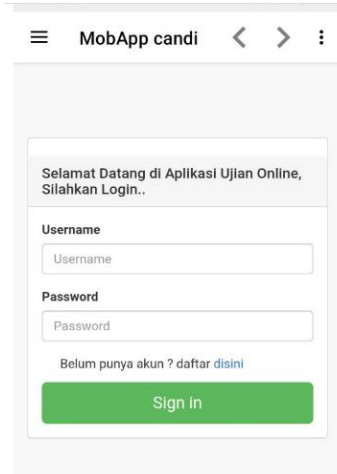 MobApp candi
Selamat Datang di Aplikasi Ujian Online,
Silahkan Login..
Username
Username
Password
Password
Belum punya akun ? daftar disini
Sign in